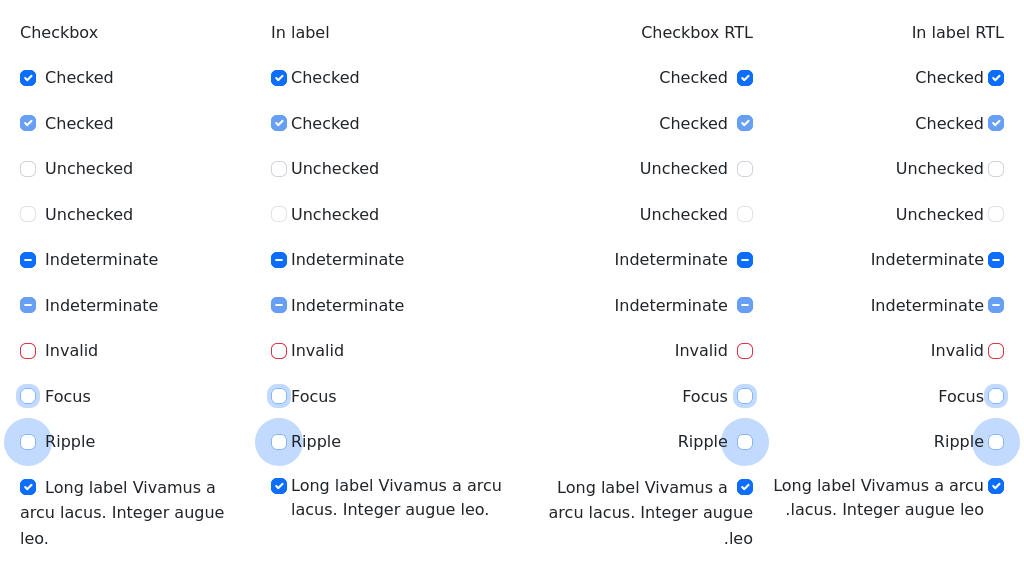 Checkbox
In label
Checkbox RTL
In label RTL
Checked
Checked
Checked
Checked
Checked
Checked
Checked
Checked
Unchecked
Unchecked
Unchecked
Unchecked
Unchecked
Unchecked
Unchecked
Unchecked
Indeterminate
Indeterminate
Indeterminate
Indeterminate
Indeterminate
Indeterminate
Indeterminate
Indeterminate
Invalid
Invalid
Invalid
Invalid
Focus
Focus
Focus
Focus
Ripple
Ripple
Ripple
Ripple
Long label Vivamus a
arcu lacus. Integer augue
leo.
Long label Vivamus a arcu
lacus. Integer augue leo.
Long label Vivamus a
arcu lacus. Integer augue
.leo
Long label Vivamus a arcu
.lacus. Integer augue leo